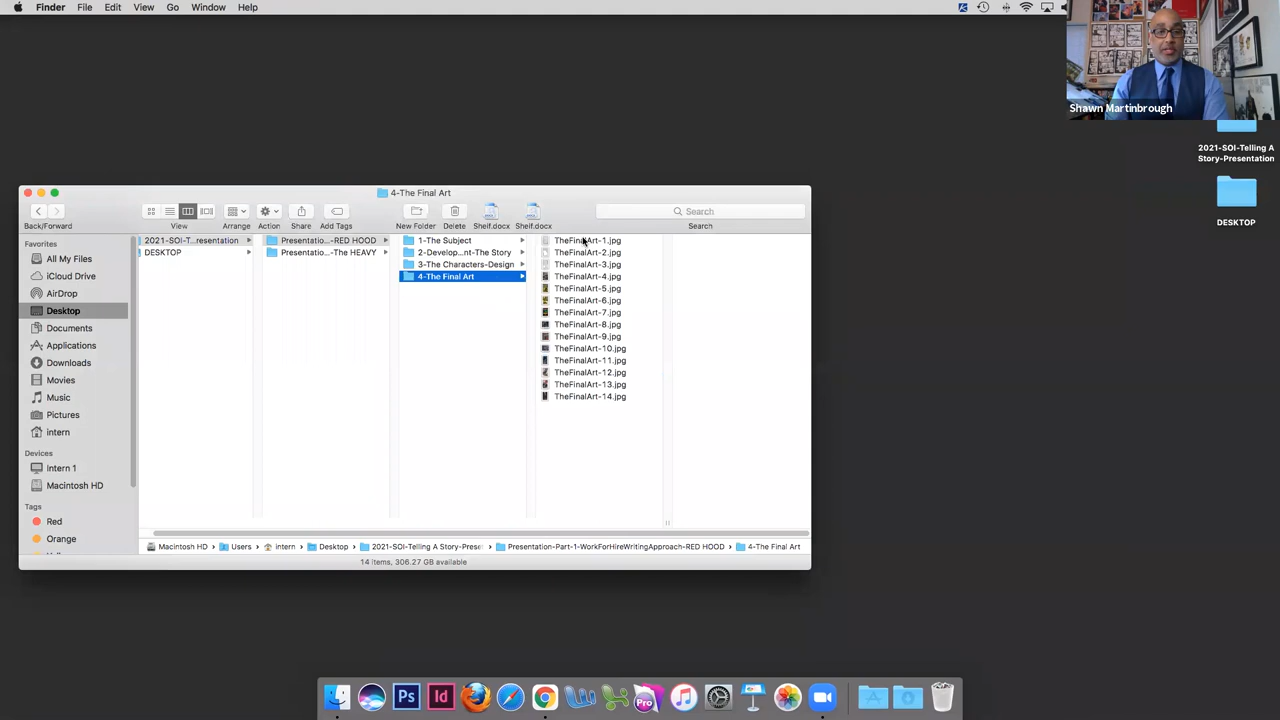 Finder File Edit View Go Window Help
Shawn Martinbrough
2021-SOI-Telling A
Story-Presentation
DESKTOP
4-The Final Art
Search
Back/Forward View Arrange Action Share Add Tags New Folder Delete Shelf.docx Shelf.docx Search
Favorites
All My Files
iCloud Drive
AirDrop
Desktop
Documents
Applications
Downloads
Movies
Music
Pictures
intern
Devices
Intern 1
Macintosh HD
Tags
Red
Orange
2021-SOI-T...resentation
DESKTOP
Presentatio...-RED HOOD
Presentatio...-The HEAVY
1-The Subject
2-Develop...nt-The Story
3-The Characters-Design
4-The Final Art
TheFinalArt-1.jpg
TheFinalArt-2.jpg
TheFinalArt-3.jpg
TheFinalArt-4.jpg
TheFinalArt-5.jpg
TheFinalArt-6.jpg
TheFinalArt-7.jpg
TheFinalArt-8.jpg
TheFinalArt-9.jpg
TheFinalArt-10.jpg
TheFinalArt-11.jpg
TheFinalArt-12.jpg
TheFinalArt-13.jpg
TheFinalArt-14.jpg
Macintosh HD Users intern Desktop 2021-SOI-Telling A Story-Prese Presentation-Part-1-WorkForHireWritingApproach-RED HOOD 4-The Final Art
14 items, 306.27 GB available
Ps Id Pro